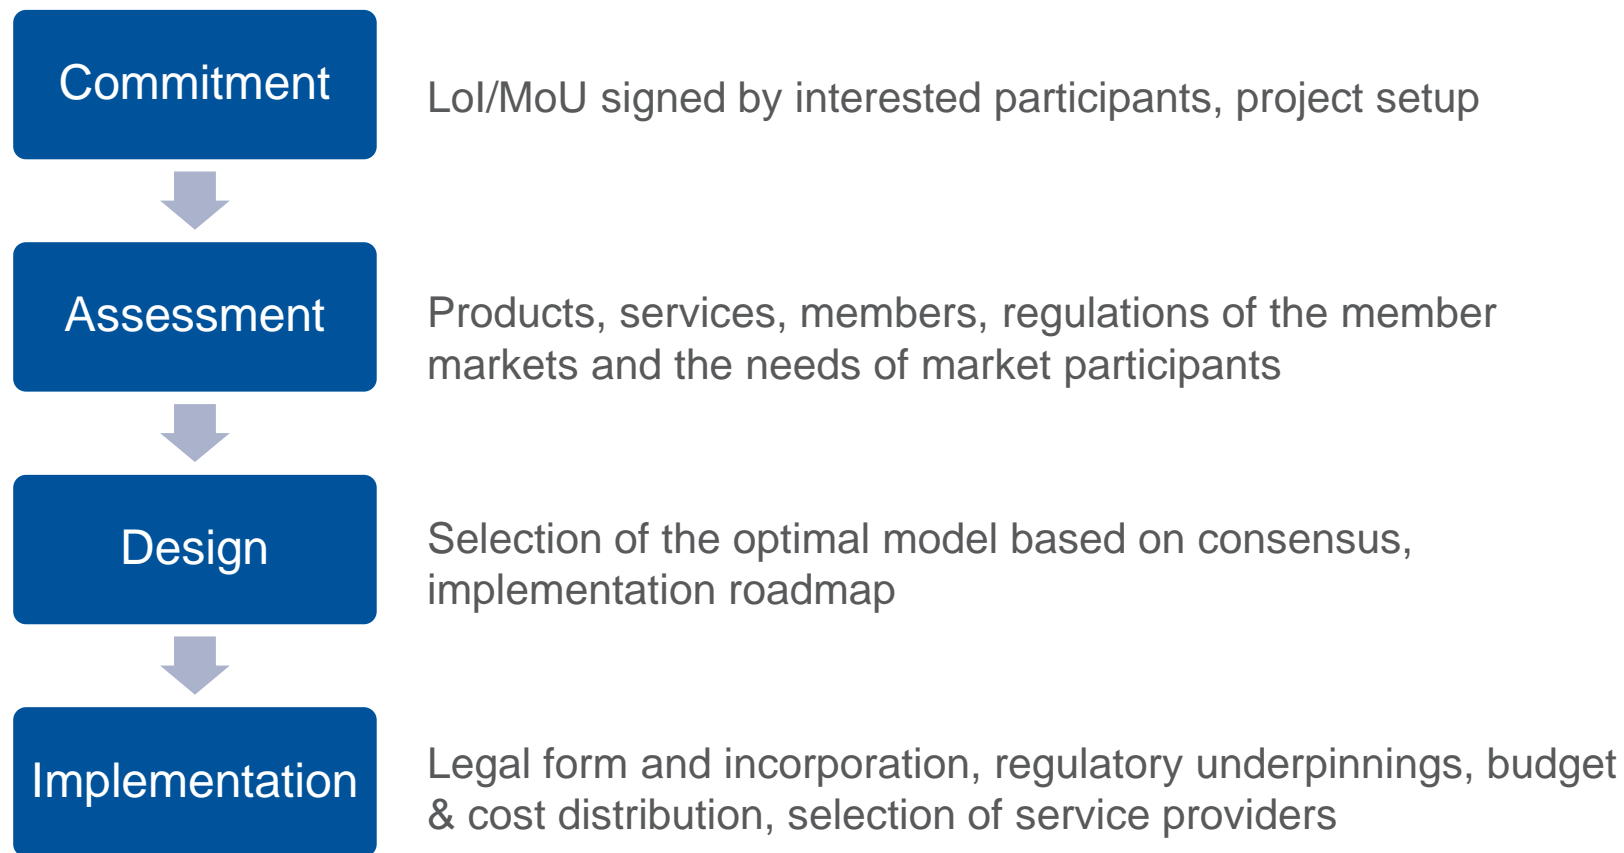 Commitment
LoI/MoU signed by interested participants, project setup
Assessment
Products, services, members, regulations of the member
markets and the needs of market participants
Design
Selection of the optimal model based on consensus,
implementation roadmap
Implementation
Legal form and incorporation, regulatory underpinnings, budget
& cost distribution, selection of service providers